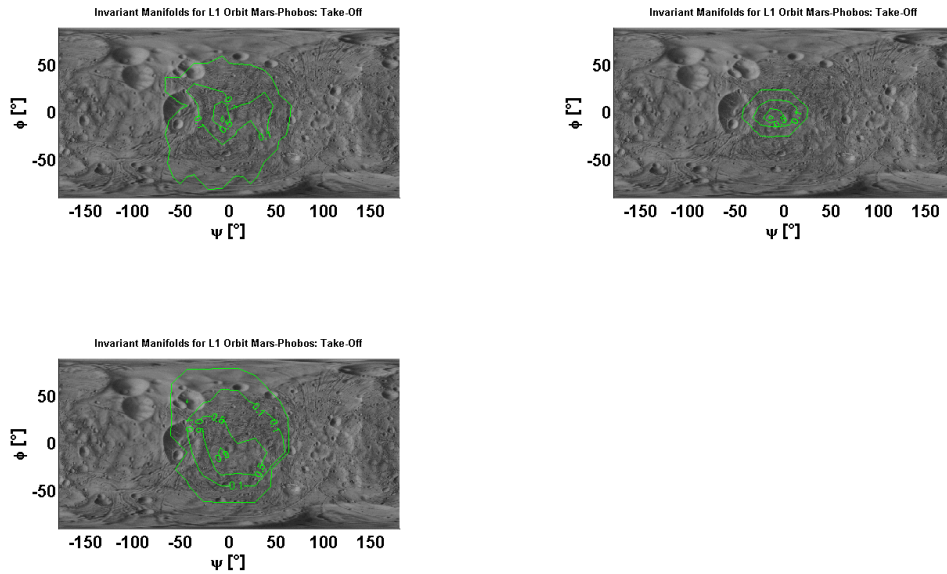 Invariant Manifolds for L1 Orbit Mars-Phobos: Take-Off
50
0
-50
ϕ [°]
-150 -100 -50 0 50 100 150
ψ [°]
Invariant Manifolds for L1 Orbit Mars-Phobos: Take-Off
50
0
-50
ϕ [°]
-150 -100 -50 0 50 100 150
ψ [°]
Invariant Manifolds for L1 Orbit Mars-Phobos: Take-Off
50
0
-50
ϕ [°]
-150 -100 -50 0 50 100 150
ψ [°]